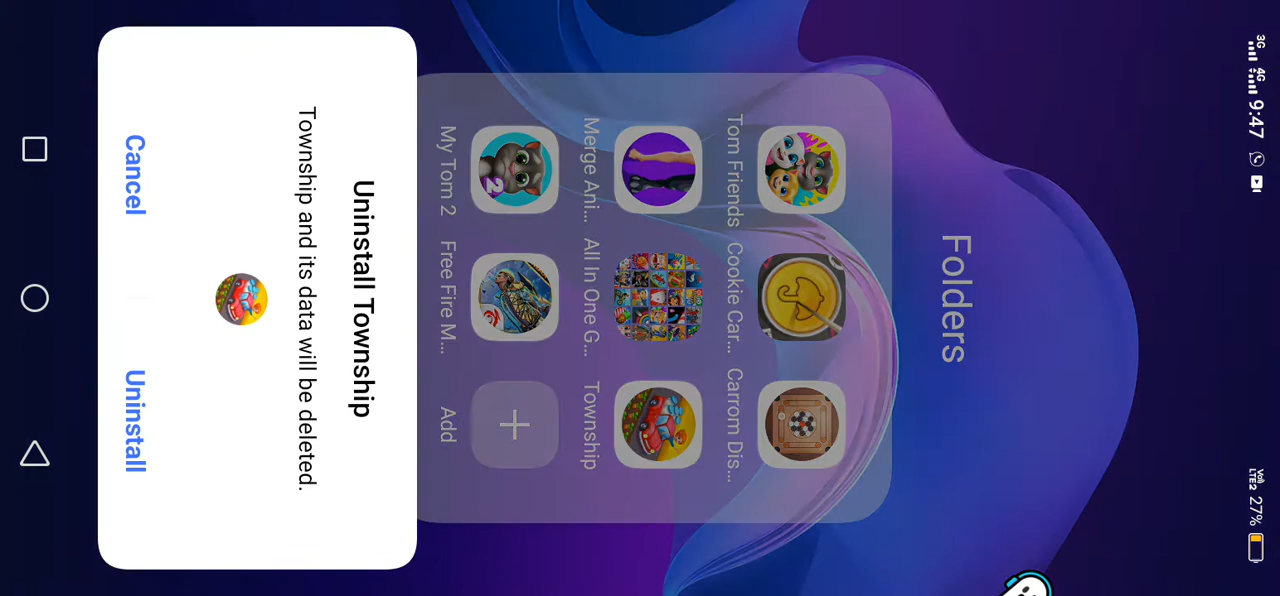 3G 4G 9:47
VoLTE2 27%
Folders
Tom Friends Cookie Car... Carrom Dis...
Merge Ani... All In One G... Township
My Tom 2 Free Fire M... Add
Uninstall Township
Township and its data will be deleted.
Cancel Uninstall